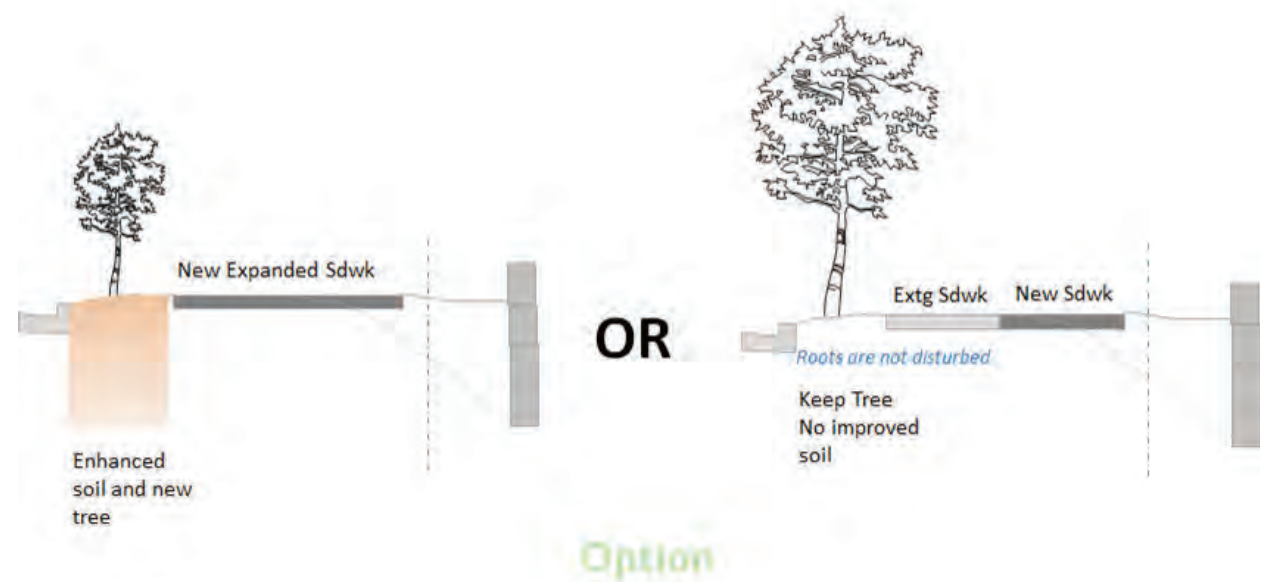 New Expanded Sdwk
Enhanced
soil and new
tree
OR
Extg Sdwk
New Sdwk
Roots are not disturbed
Keep Tree
No improved
soil
Option